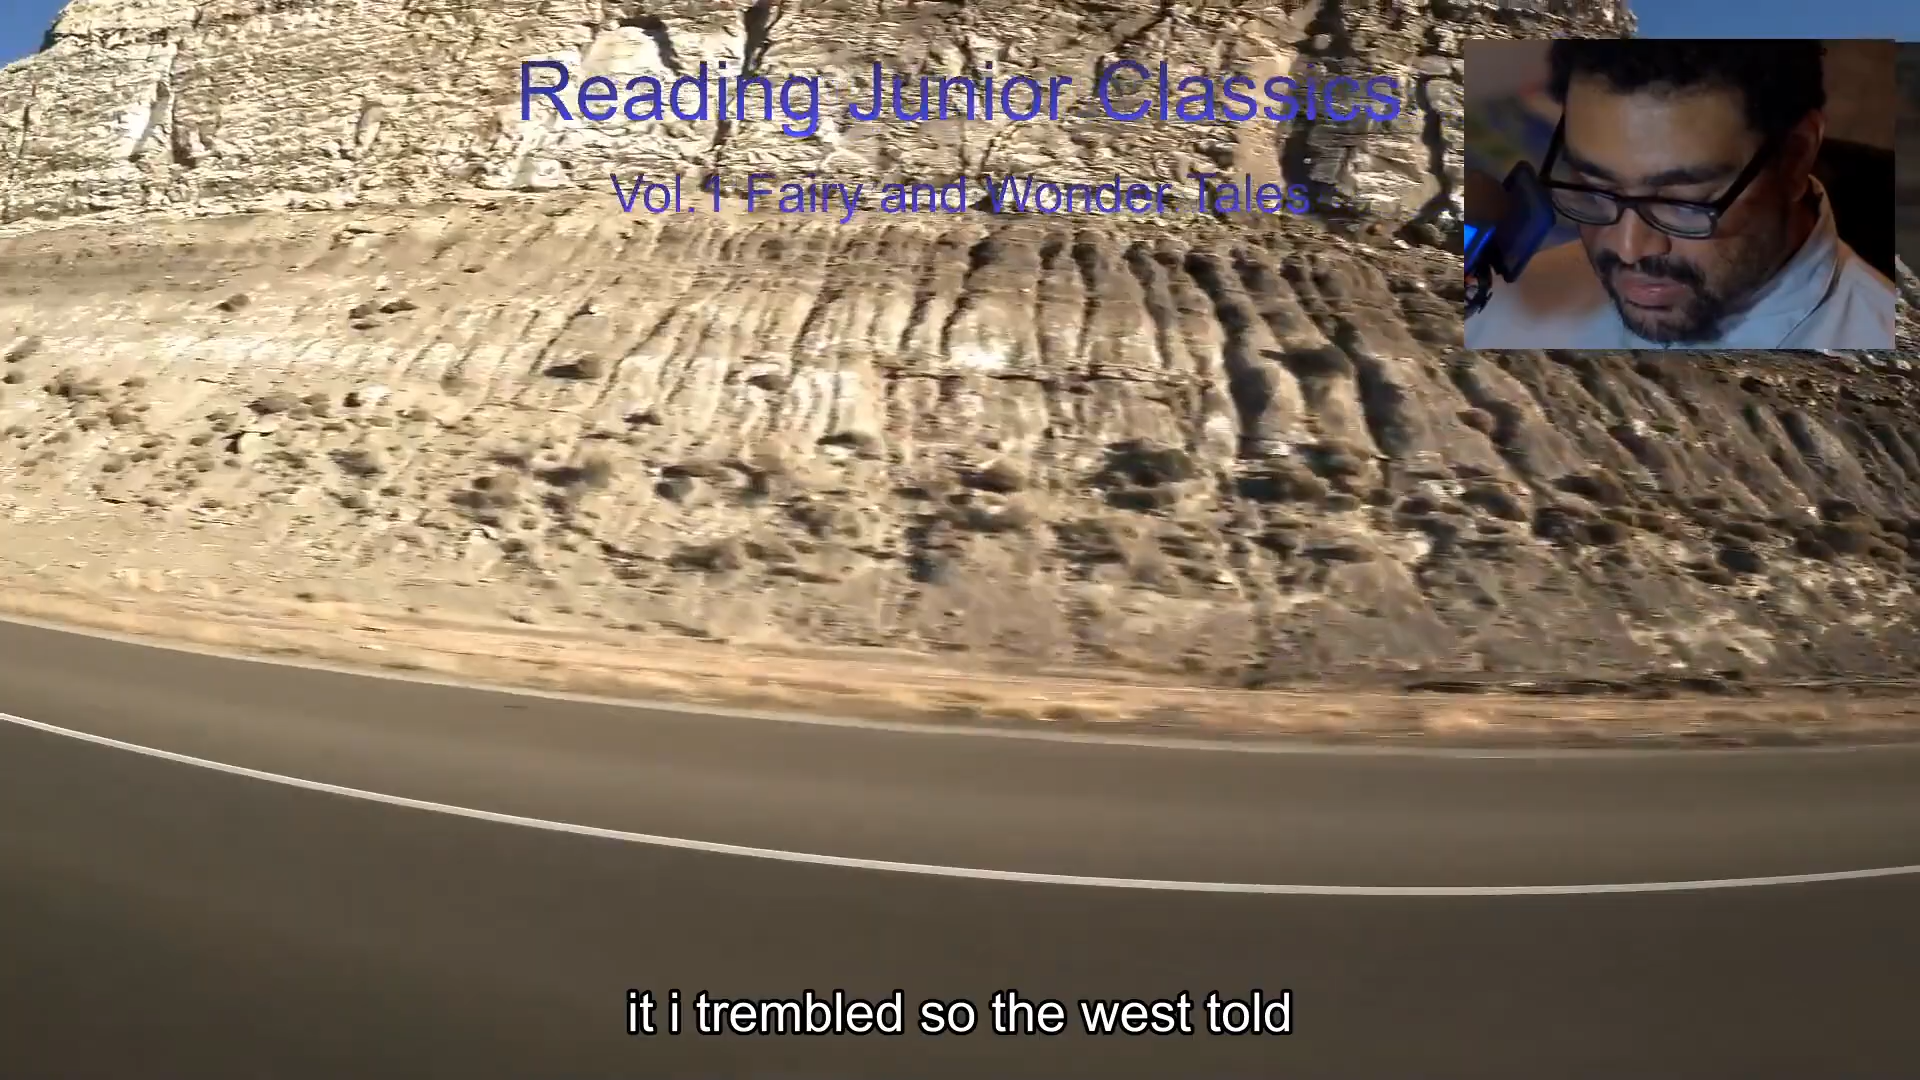 Reading Junior Classics
Vol.1 Fairy and Wonder Tales
it i trembled so the west told